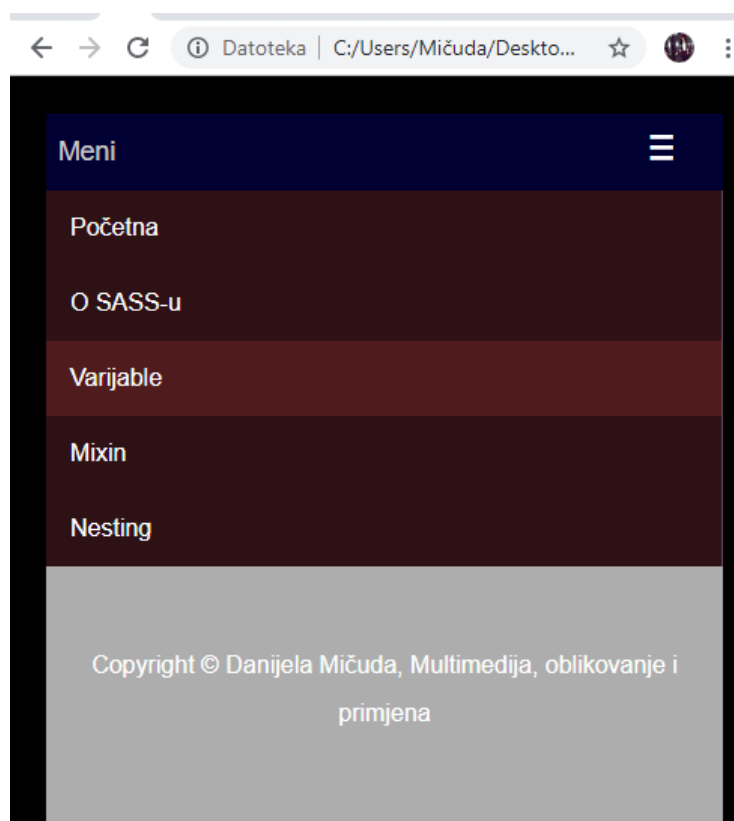 Datoteka | C:/Users/Mičuda/Deskto...
Meni
Početna
O SASS-u
Varijable
Mixin
Nesting
Copyright © Danijela Mičuda, Multimedija, oblikovanje i
primjena